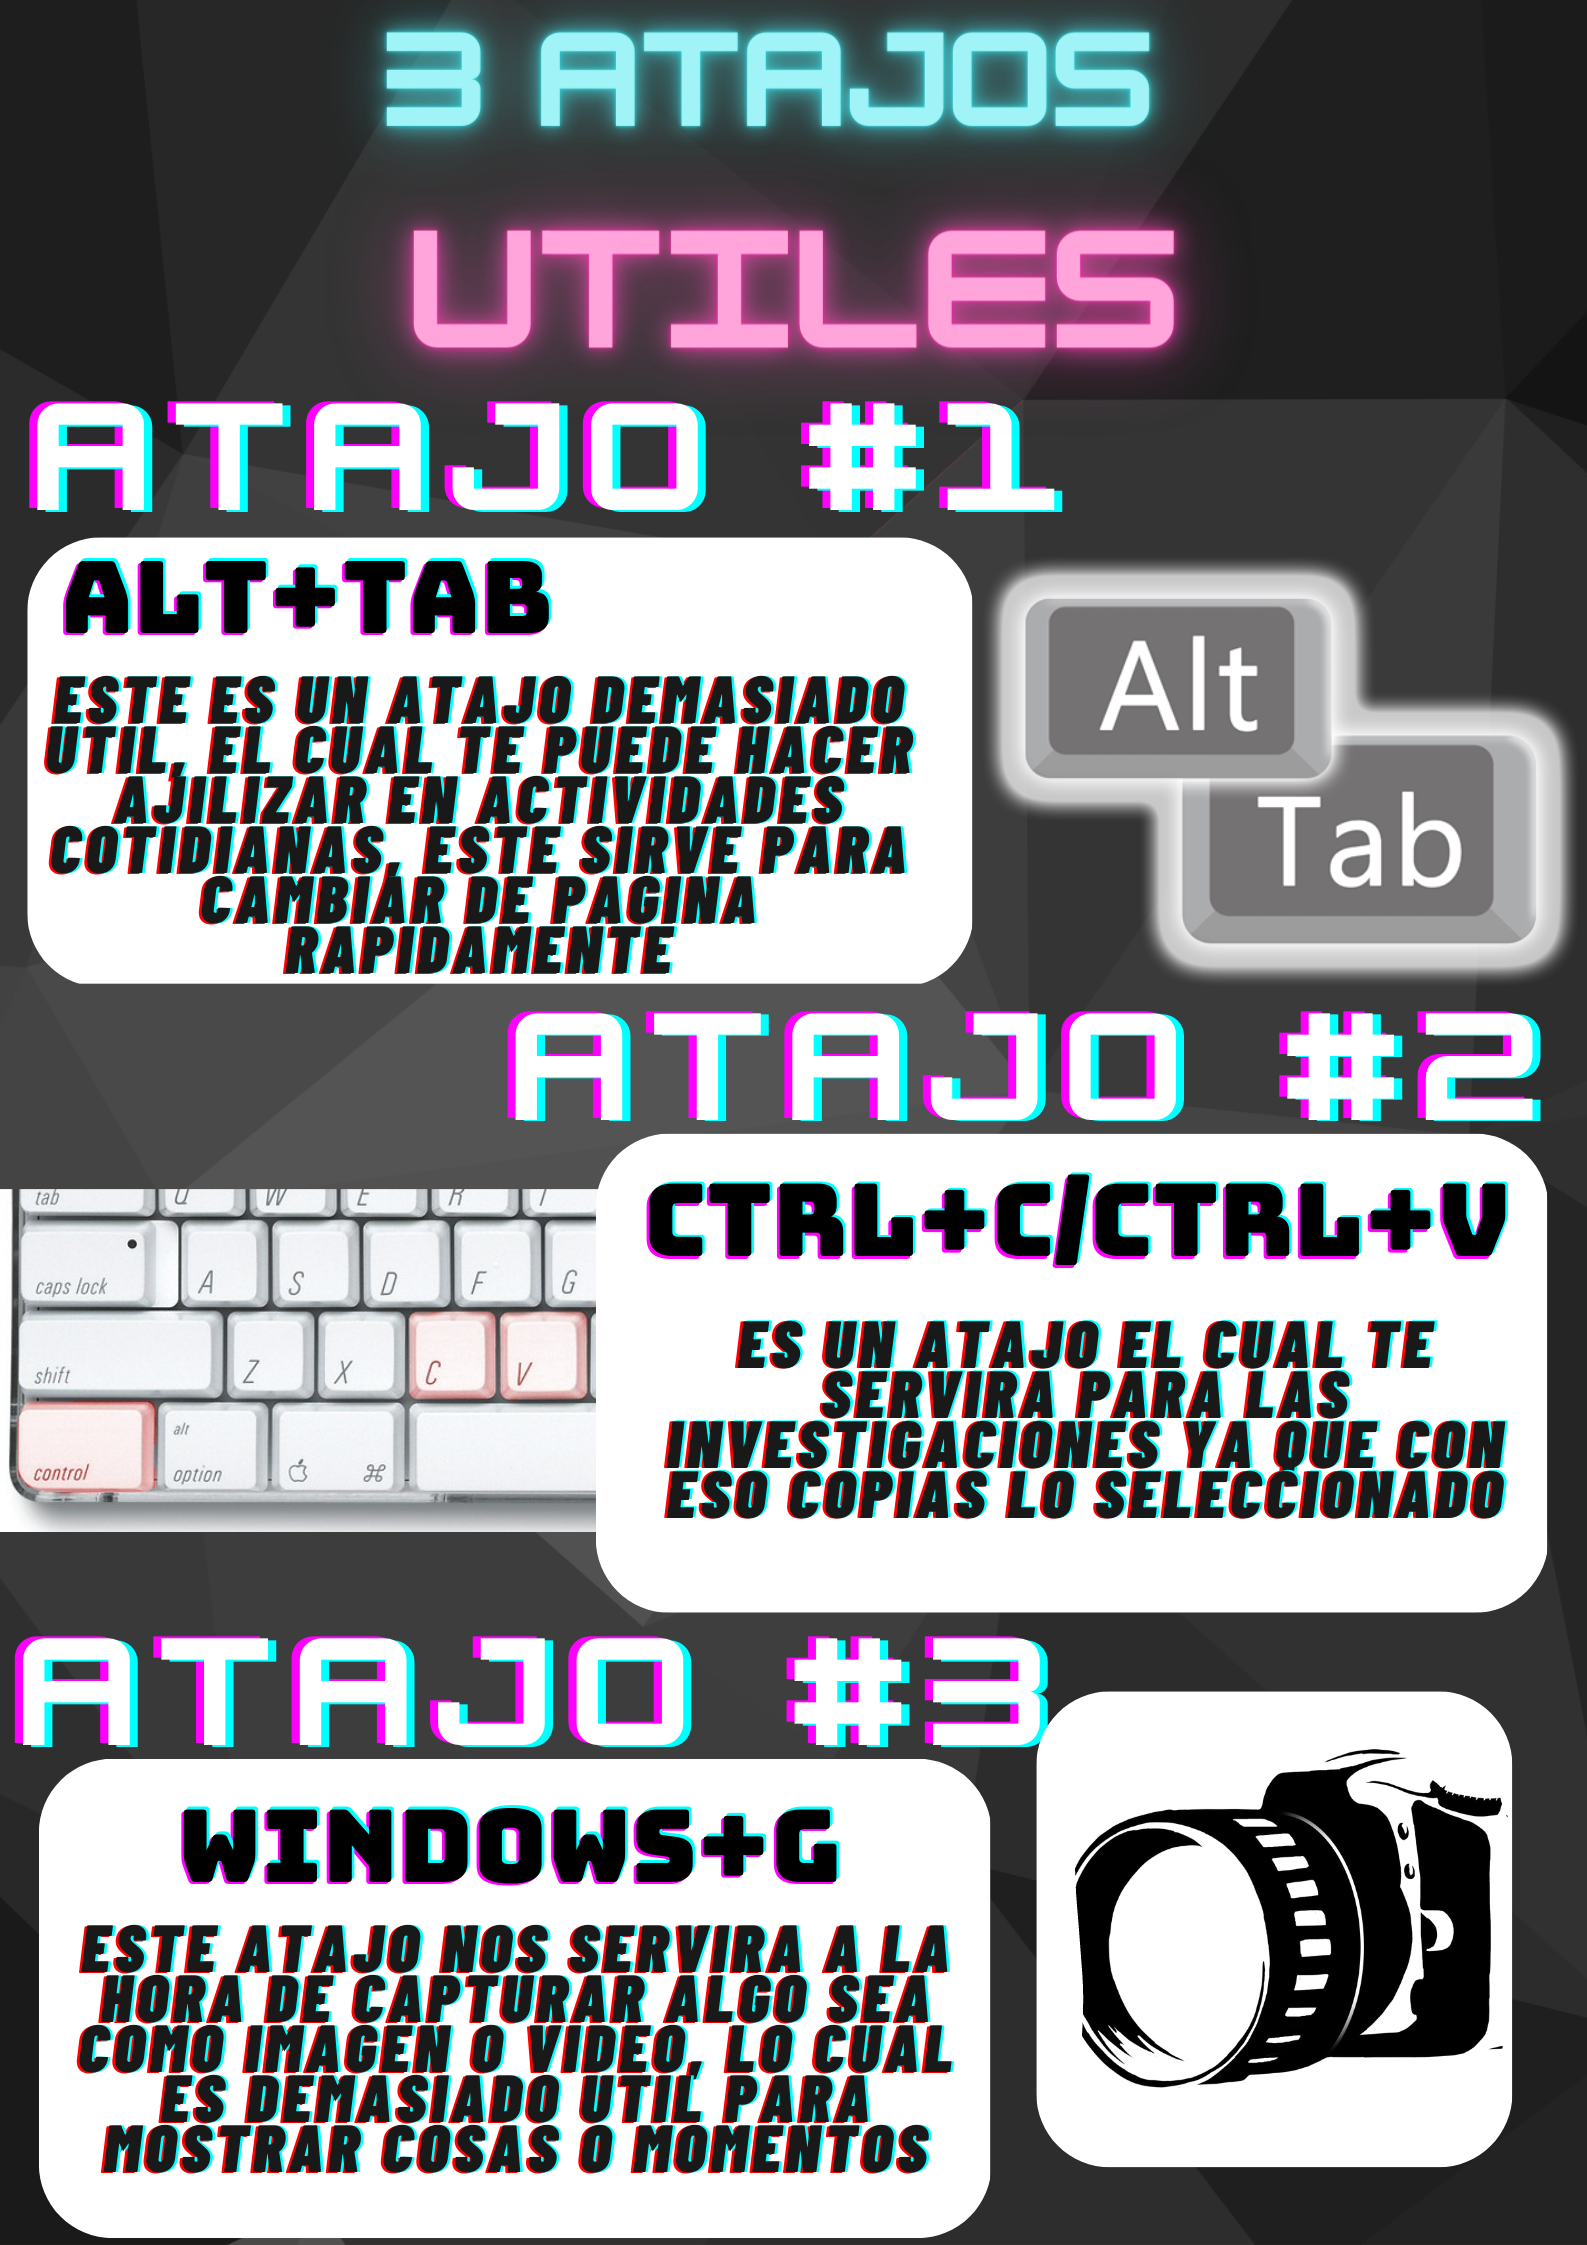 3 ATAJOS
UTILES
ATAJO #1
ALT+TAB
ESTE ES UN ATAJO DEMASIADO
UTIL, EL CUAL TE PUEDE HACER
AJILIZAR EN ACTIVIDADES
COTIDIANAS, ESTE SIRVE PARA
CAMBIAR DE PAGINA
RAPIDAMENTE
Alt
Tab
ATAJO #2
tab Q W E R T
caps lock A S D F G
shift Z X C V
alt
control option ⌘
CTRL+C/CTRL+V
ES UN ATAJO EL CUAL TE
SERVIRA PARA LAS
INVESTIGACIONES YA QUE CON
ESO COPIAS LO SELECCIONADO
ATAJO #3
WINDOWS+G
ESTE ATAJO NOS SERVIRA A LA
HORA DE CAPTURAR ALGO SEA
COMO IMAGEN O VIDEO, LO CUAL
ES DEMASIADO UTIL PARA
MOSTRAR COSAS O MOMENTOS